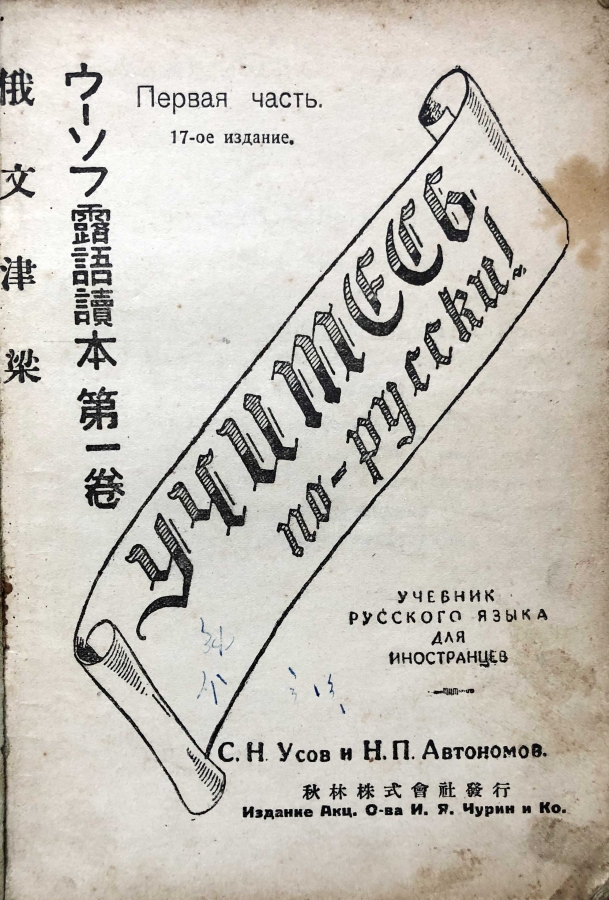 俄文津梁
ウーソフ露語讀本 第一卷
Первая часть.
17-ое издание.
УЧИТЕСЬ
по-русски!
УЧЕБНИК
РУССКОГО ЯЗЫКА
ДЛЯ
ИНОСТРАНЦЕВ
С. Н. Усов и Н. П. Автономов.
秋林株式會社發行
Издание Акц. О-ва И. Я. Чурин и Ко.